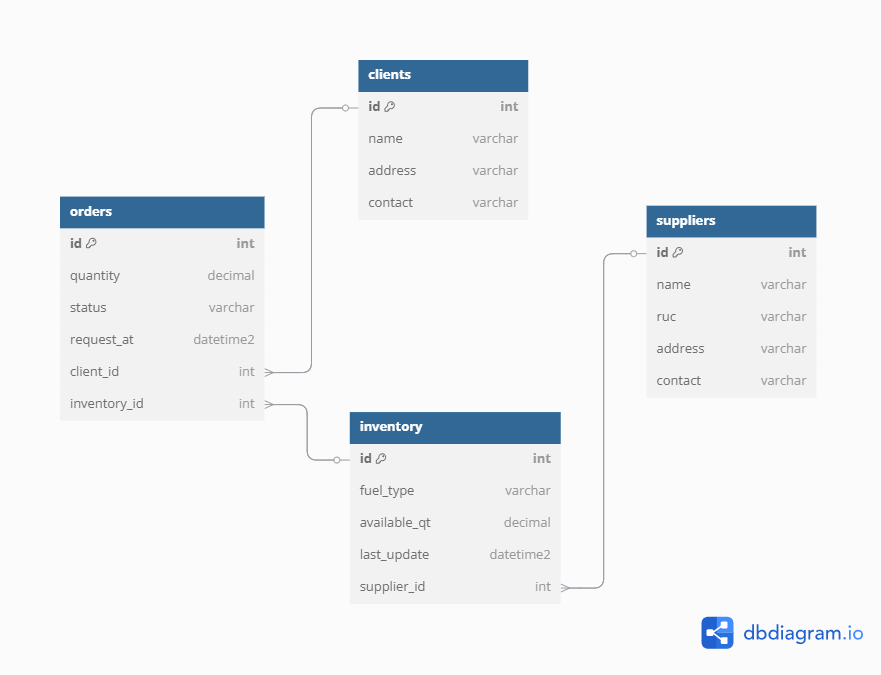 clients
id int
name varchar
address varchar
contact varchar
orders
id int
quantity decimal
status varchar
request_at datetime2
client_id int
inventory_id int
suppliers
id int
name varchar
ruc varchar
address varchar
contact varchar
inventory
id int
fuel_type varchar
available_qt decimal
last_update datetime2
supplier_id int
dbdiagram.io